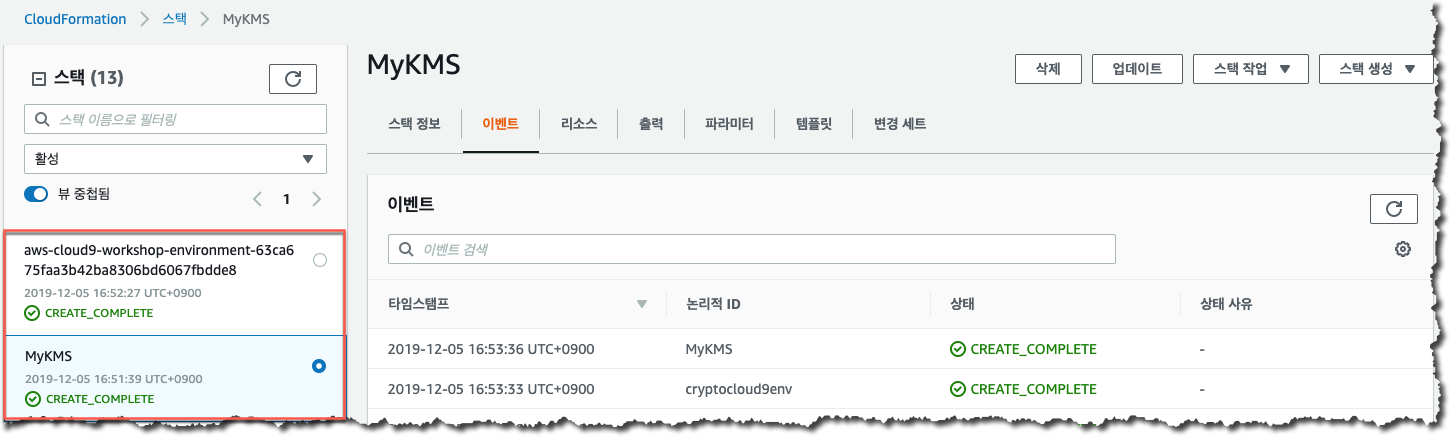 CloudFormation > 스택 > MyKMS
스택 (13)
스택 이름으로 필터링
활성
뷰 중첩됨
1
aws-cloud9-workshop-environment-63ca6
75faa3b42ba8306bd6067fbdde8
2019-12-05 16:52:27 UTC+0900
CREATE_COMPLETE
MyKMS
2019-12-05 16:51:39 UTC+0900
CREATE_COMPLETE
MyKMS
삭제 업데이트 스택 작업 스택 생성
스택 정보 이벤트 리소스 출력 파라미터 템플릿 변경 세트
이벤트
이벤트 검색
타임스탬프 논리적 ID 상태 상태 사유
2019-12-05 16:53:36 UTC+0900 MyKMS CREATE_COMPLETE -
2019-12-05 16:53:33 UTC+0900 cryptocloud9env CREATE_COMPLETE -